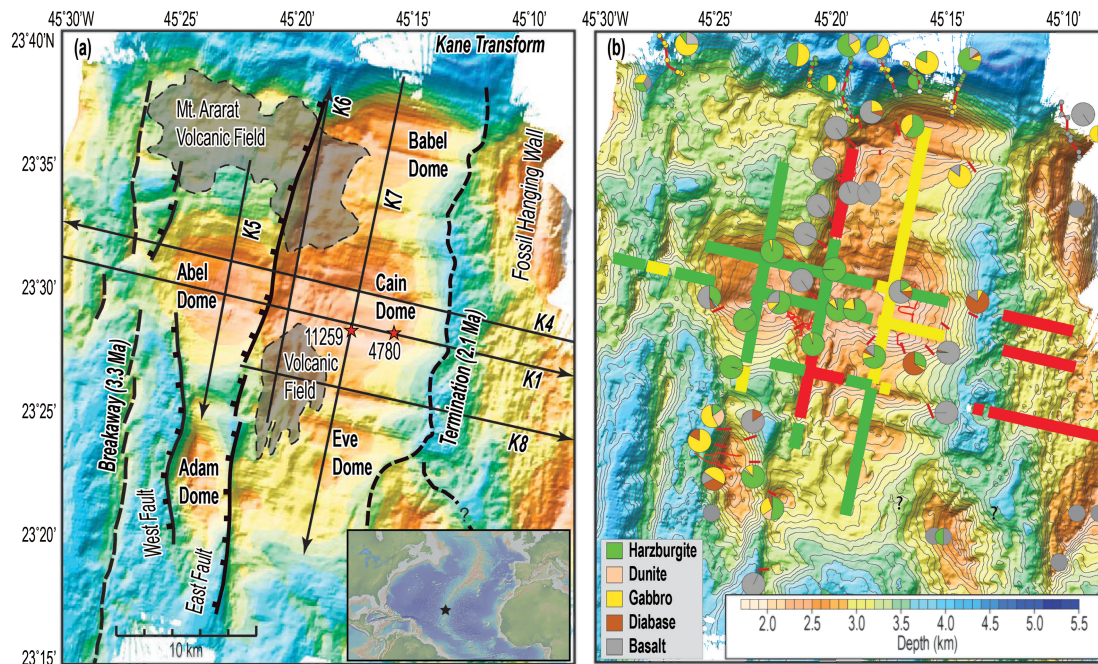 45°25'
45°20'
45°15'
45°10'W
45°25'
45°20'
45°15'
45°10'
23°40'N
23°35'
23°30'
23°25'
23°20'
23°15'
(a)
Kane Transform
Mt. Ararat
Volcanic Field
K6
Babel
Dome
K7
K5
Fossil Hanging Wall
Abel
Dome
Cain
Dome
K4
11259
4780
K1
Volcanic
Field
Termination (2.1 Ma)
Breakaway (3.3 Ma)
K8
Eve
Dome
Adam
Dome
West Fault
East Fault
?
10 km
(b)
?
?
Harzburgite
Dunite
Gabbro
Diabase
Basalt
2.0 2.5 3.0 3.5 4.0 4.5 5.0 5.5
Depth (km)